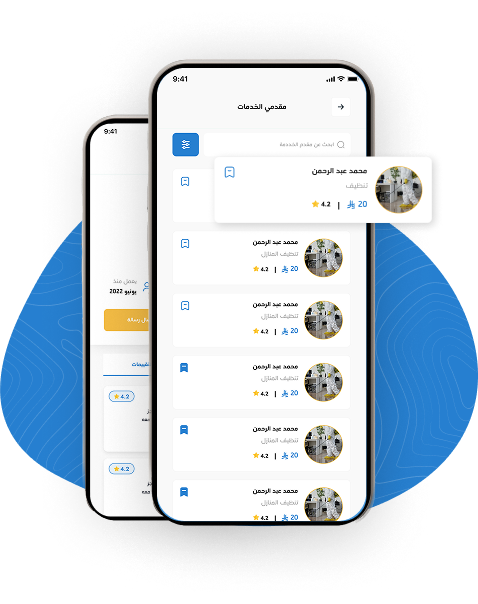 9:41
مقدمي الخدمات
ابحث عن مقدم الخدمة
محمد عبد الرحمن
تنظيف
20 | 4.2
محمد عبد الرحمن
تنظيف المنازل
20 | 4.2
محمد عبد الرحمن
تنظيف المنازل
20 | 4.2
محمد عبد الرحمن
تنظيف المنازل
20 | 4.2
محمد عبد الرحمن
تنظيف المنازل
20 | 4.2
محمد عبد الرحمن
تنظيف المنازل
20 | 4.2
9:41
يعمل منذ
يونيو 2022
رسالة
4.2
4.2